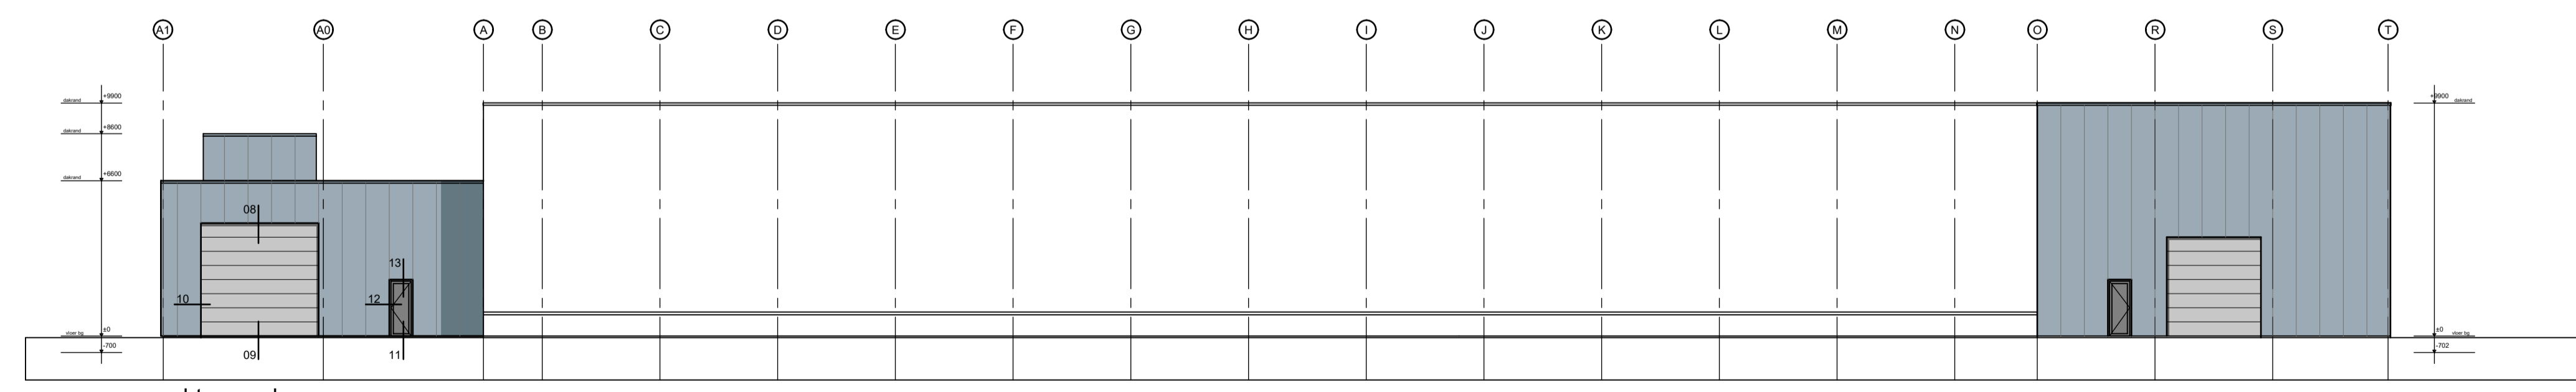 A1 A0 A B C D E F G H I J K L M N O R S T
dakrand +9900
+9900 dakrand
dakrand +8600
dakrand +6600
08
13
10
12
vloer bg ±0
±0 vloer bg
-700
-702
09
11